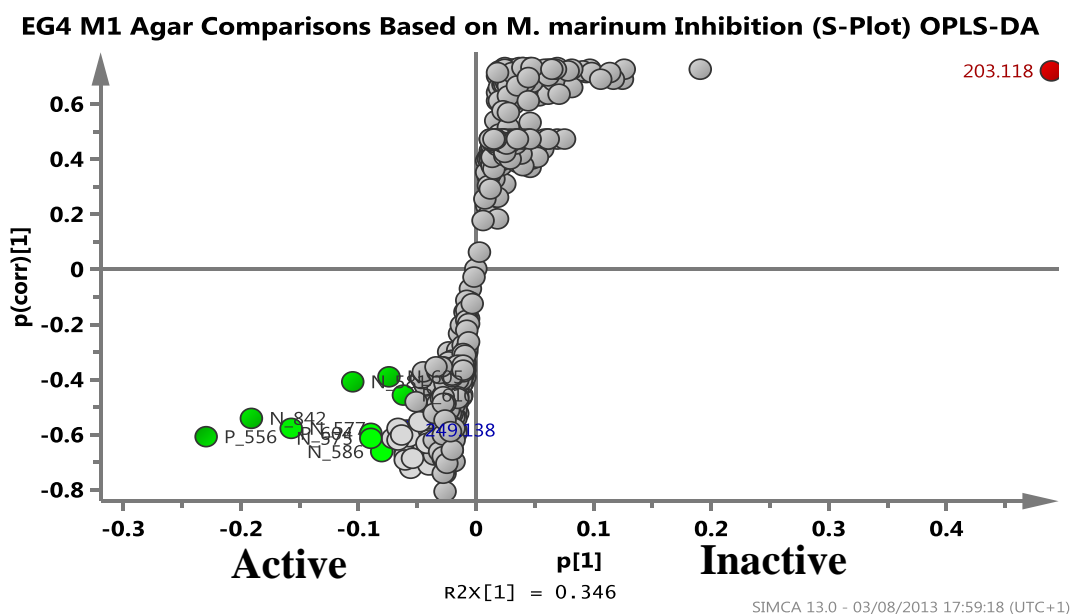 EG4 M1 Agar Comparisons Based on M. marinum Inhibition (S-Plot) OPLS-DA
203.118
0.6
0.4
0.2
0
-0.2
-0.4
-0.6
-0.8
p(corr)[1]
N_605
N_842
N_577
P_556
N_575
249.138
N_586
-0.3
-0.2
-0.1
0
0.1
0.2
0.3
0.4
Active
p[1]
Inactive
R2X[1] = 0.346
SIMCA 13.0 - 03/08/2013 17:59:18 (UTC+1)